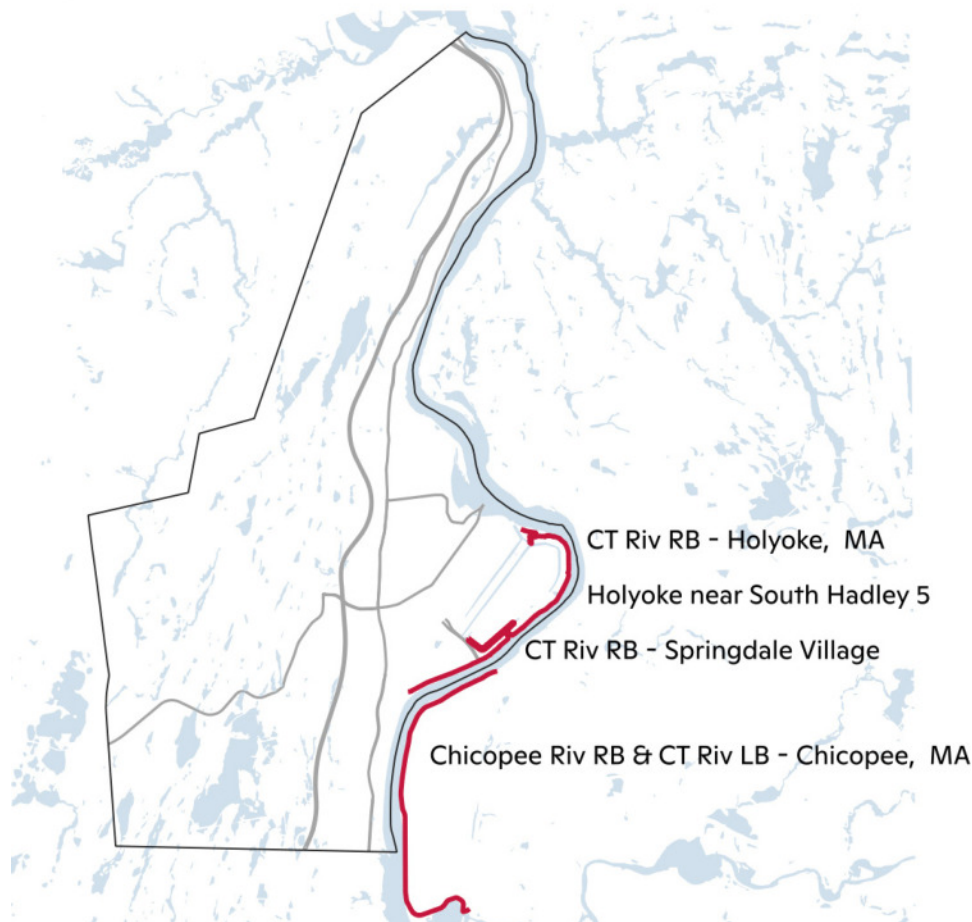 CT Riv RB - Holyoke, MA
Holyoke near South Hadley 5
CT Riv RB - Springdale Village
Chicopee Riv RB & CT Riv LB - Chicopee, MA